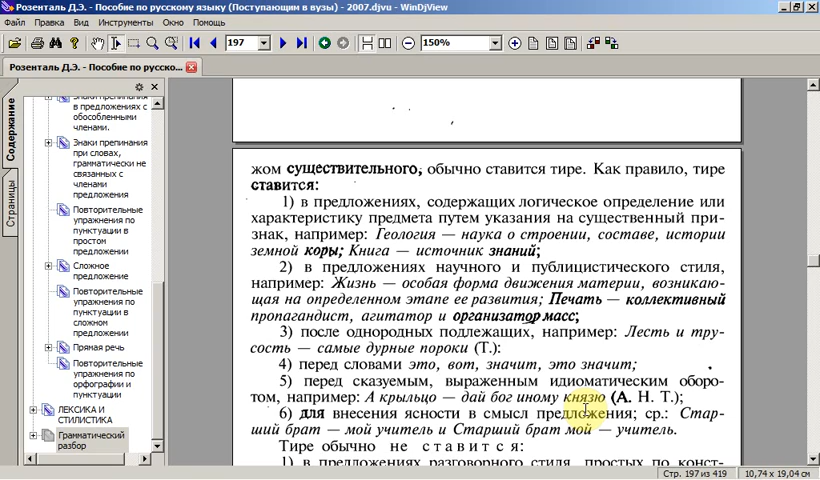 Розенталь Д.Э. - Пособие по русскому языку (Поступающим в вузы) - 2007.djvu - WinDjView
Файл Правка Вид Инструменты Окно Помощь
197 150%
Розенталь Д.Э. - Пособие по русско...
Содержание
Страницы
Знаки препинания
в предложениях с
обособленными
членами.
Знаки препинания
при словах,
грамматически не
связанных с
членами
предложения
Повторительные
упражнения по
пунктуации в
простом
предложении
Сложное
предложение
Повторительные
упражнения по
пунктуации в
сложном
предложении
Прямая речь
Повторительные
упражнения по
орфографии и
пунктуации
ЛЕКСИКА И
СТИЛИСТИКА
Грамматический
разбор
жом существительного, обычно ставится тире. Как правило, тире
ставится:
1) в предложениях, содержащих логическое определение или
характеристику предмета путем указания на существенный при-
знак, например: Геология — наука о строении, составе, истории
земной коры; Книга — источник знаний;
2) в предложениях научного и публицистического стиля,
например: Жизнь — особая форма движения материи, возникаю-
щая на определенном этапе ее развития; Печать — коллективный
пропагандист, агитатор и организатор масс;
3) после однородных подлежащих, например: Лесть и тру-
сость — самые дурные пороки (Т.):
4) перед словами это, вот, значит, это значит;
5) перед сказуемым, выраженным идиоматическим оборо-
том, например: А крыльцо — дай бог иному князю (А. Н. Т.);
6) для внесения ясности в смысл предложения; ср.: Стар-
ший брат — мой учитель и Старший брат мой — учитель.
Тире обычно не ставится:
1) в предложениях разговорного стиля, простых по конст-
Стр. 197 из 419 10,74 x 19,04 см